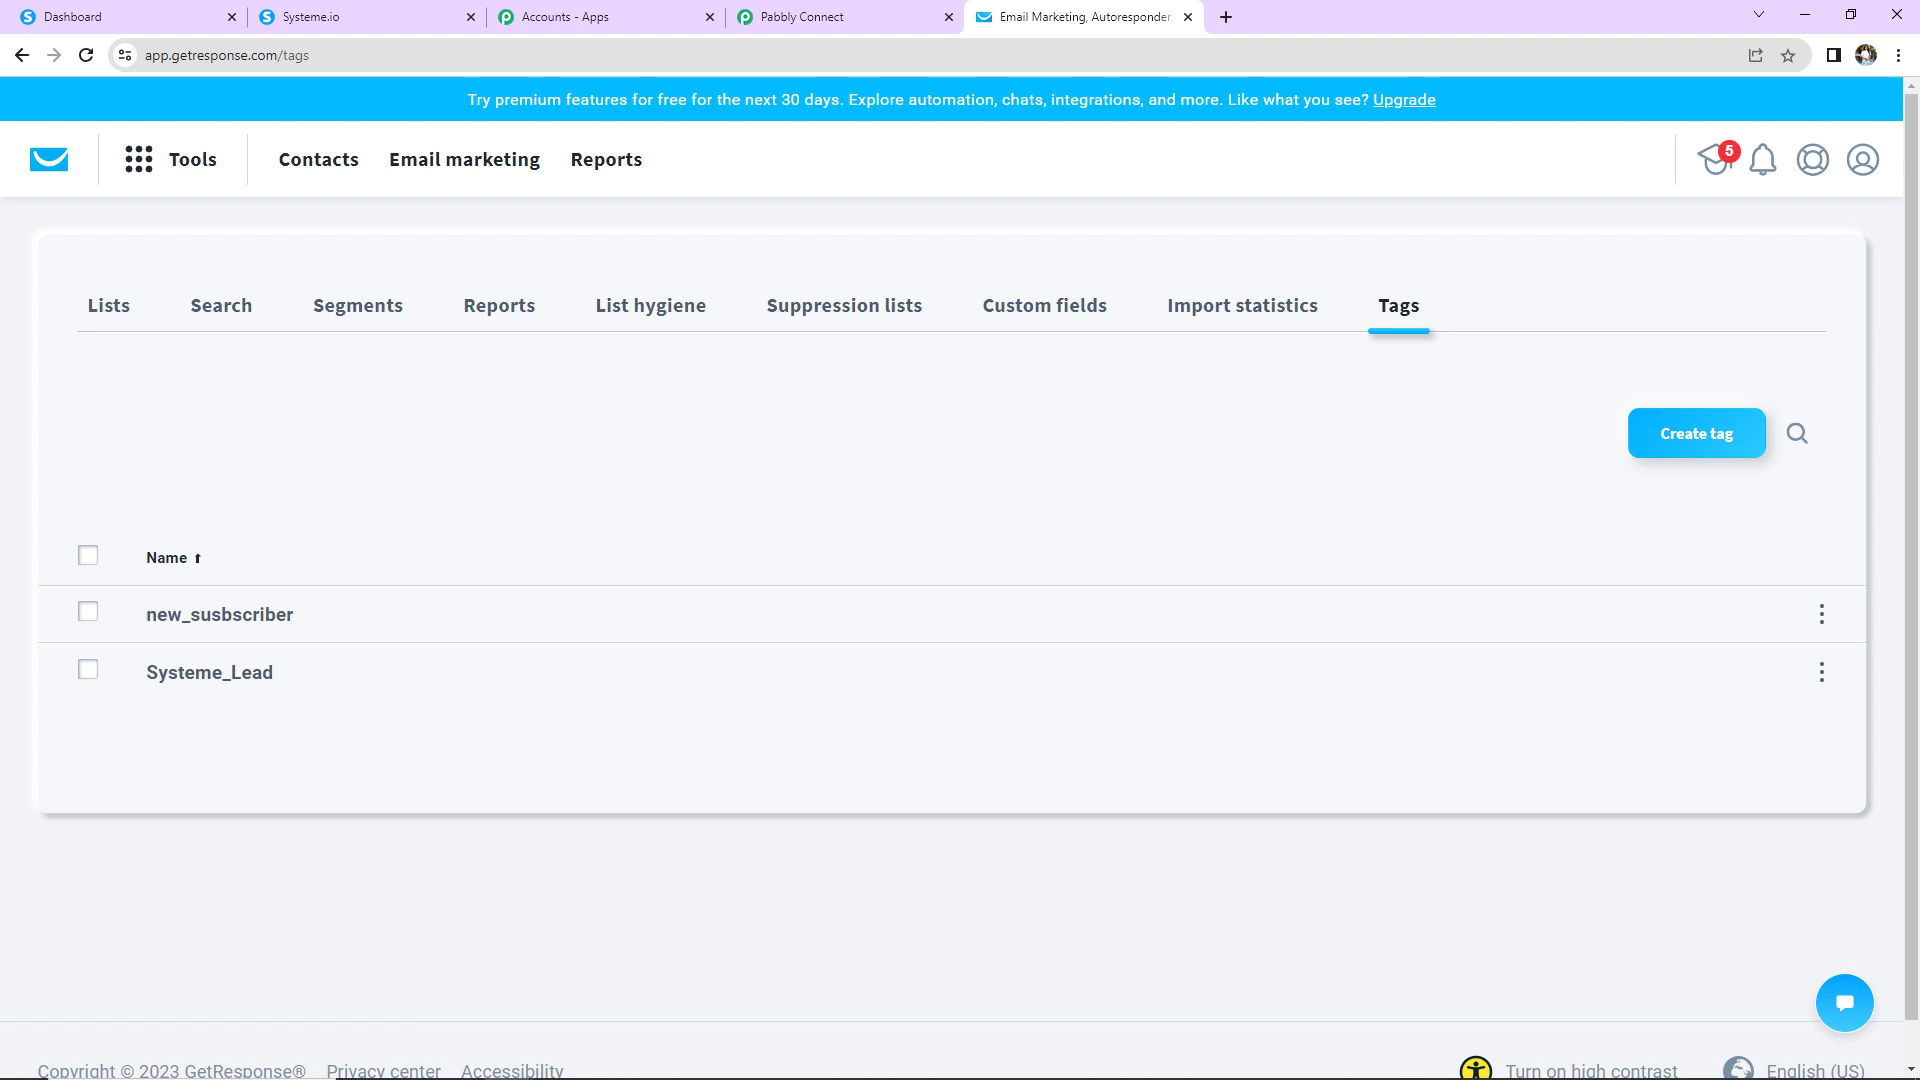 Dashboard Systeme.io Accounts - Apps Pabbly Connect Email Marketing, Autoresponder,
app.getresponse.com/tags
Try premium features for free for the next 30 days. Explore automation, chats, integrations, and more. Like what you see? Upgrade
Tools Contacts Email marketing Reports 5
Lists Search Segments Reports List hygiene Suppression lists Custom fields Import statistics Tags
Create tag
Name
new_susbscriber
Systeme_Lead
Copyright © 2023 GetResponse® Privacy center Accessibility Turn on high contrast English (US)